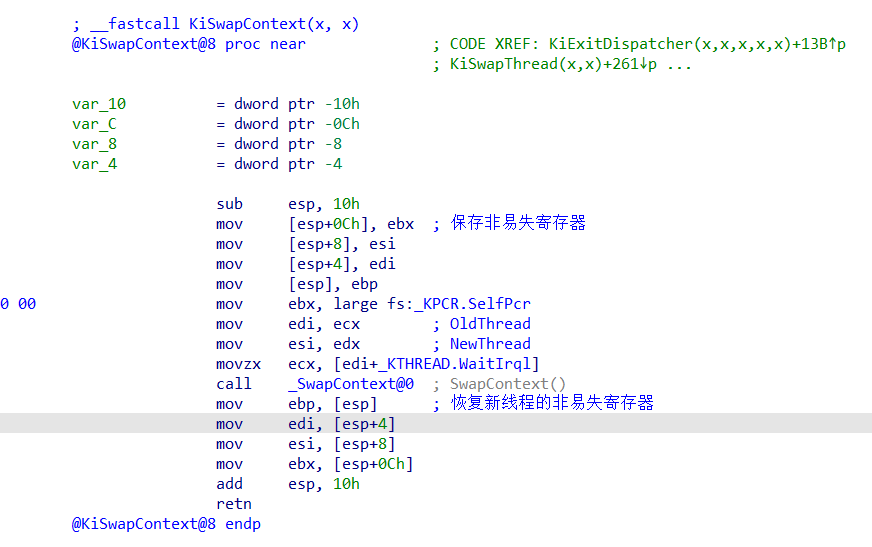 ; __fastcall KiSwapContext(x, x)
@KiSwapContext@8 proc near ; CODE XREF: KiExitDispatcher(x,x,x,x,x)+13B↑p
; KiSwapThread(x,x)+261↓p ...
var_10 = dword ptr -10h
var_C = dword ptr -0Ch
var_8 = dword ptr -8
var_4 = dword ptr -4
sub esp, 10h
mov [esp+0Ch], ebx ; 保存非易失寄存器
mov [esp+8], esi
mov [esp+4], edi
mov [esp], ebp
0 00 mov ebx, large fs:_KPCR.SelfPcr
mov edi, ecx ; OldThread
mov esi, edx ; NewThread
movzx ecx, [edi+_KTHREAD.WaitIrql]
call _SwapContext@0 ; SwapContext()
mov ebp, [esp] ; 恢复新线程的非易失寄存器
mov edi, [esp+4]
mov esi, [esp+8]
mov ebx, [esp+0Ch]
add esp, 10h
retn
@KiSwapContext@8 endp